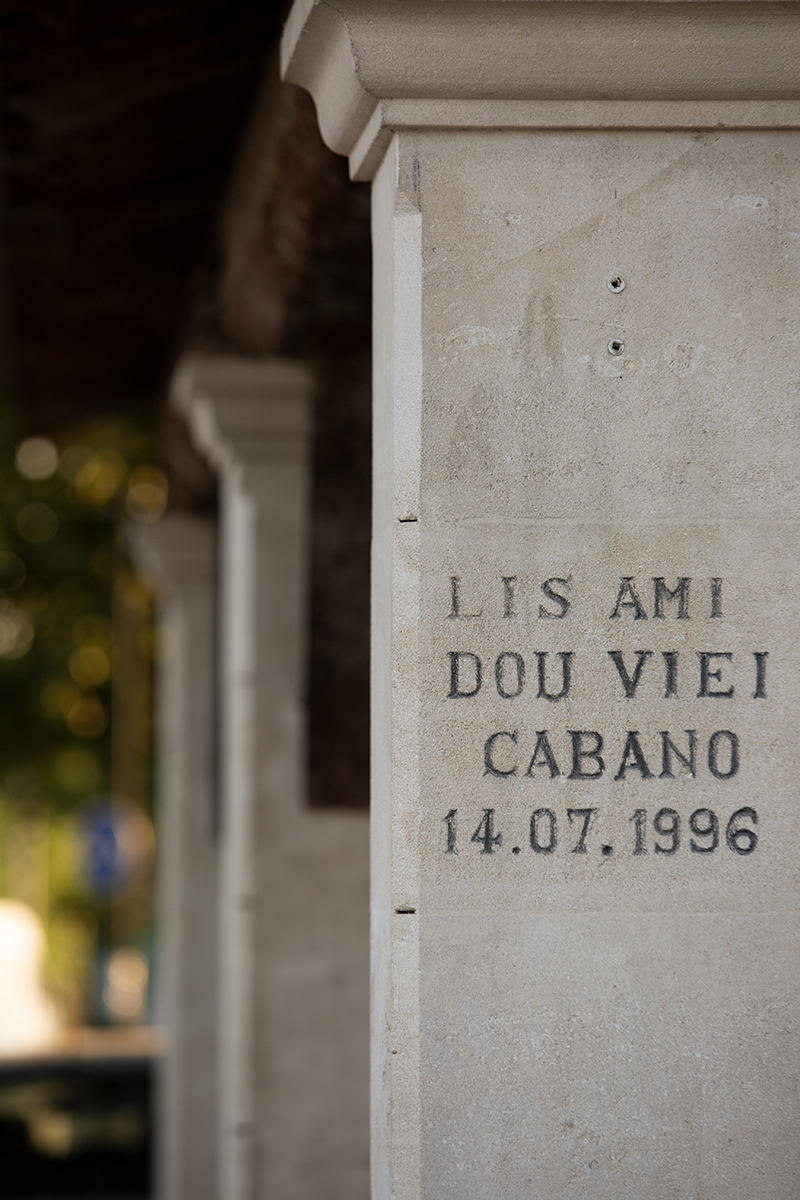 LIS AMI
DOU VIEI
CABANO
14.07.1996